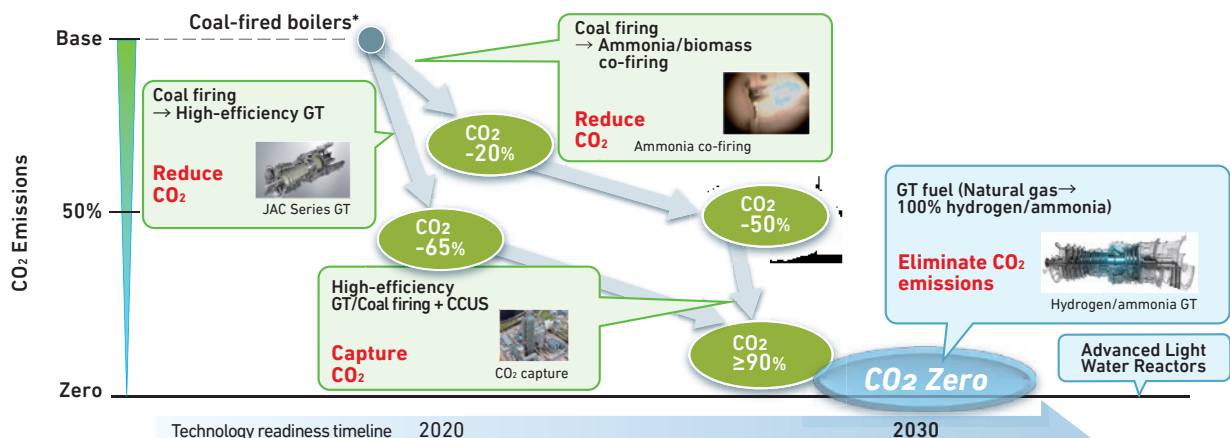 Coal-fired boilers*
Base
50%
Zero
CO2 Emissions
Coal firing
→ High-efficiency GT
Reduce
CO2
JAC Series GT
Coal firing
→ Ammonia/biomass
co-firing
Reduce
CO2
Ammonia co-firing
CO2
-20%
CO2
-65%
CO2
-50%
High-efficiency
GT/Coal firing + CCUS
Capture
CO2
CO2 capture
CO2
≥90%
GT fuel (Natural gas→
100% hydrogen/ammonia)
Eliminate CO2
emissions
Hydrogen/ammonia GT
CO2 Zero
Advanced Light
Water Reactors
Technology readiness timeline 2020 2030